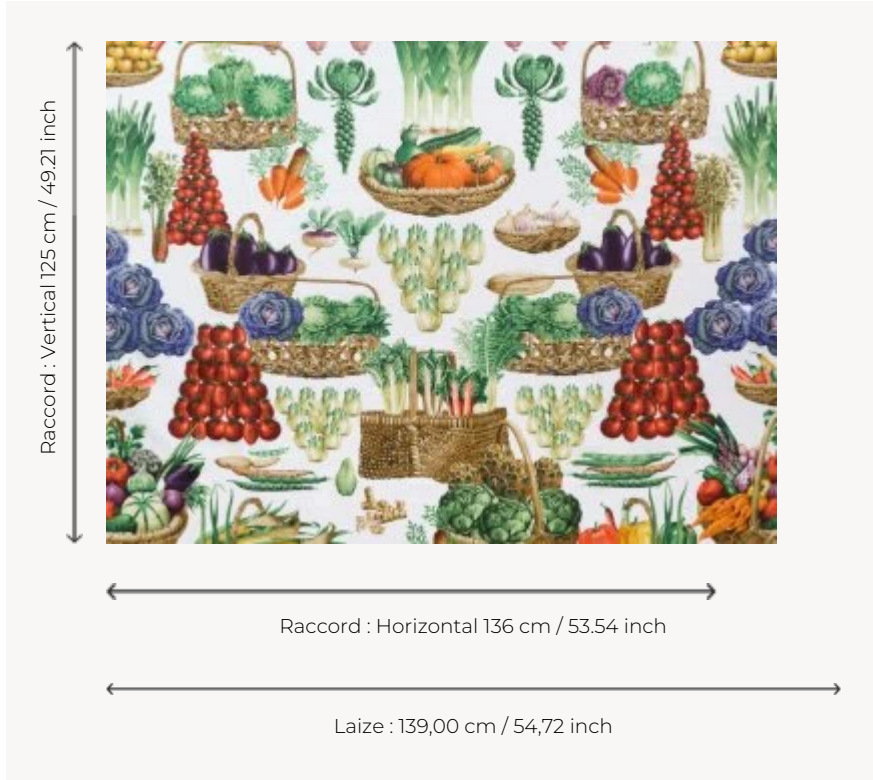 Raccord : Vertical 125 cm / 49.21 inch
Raccord : Horizontal 136 cm / 53.54 inch
Laize : 139,00 cm / 54,72 inch